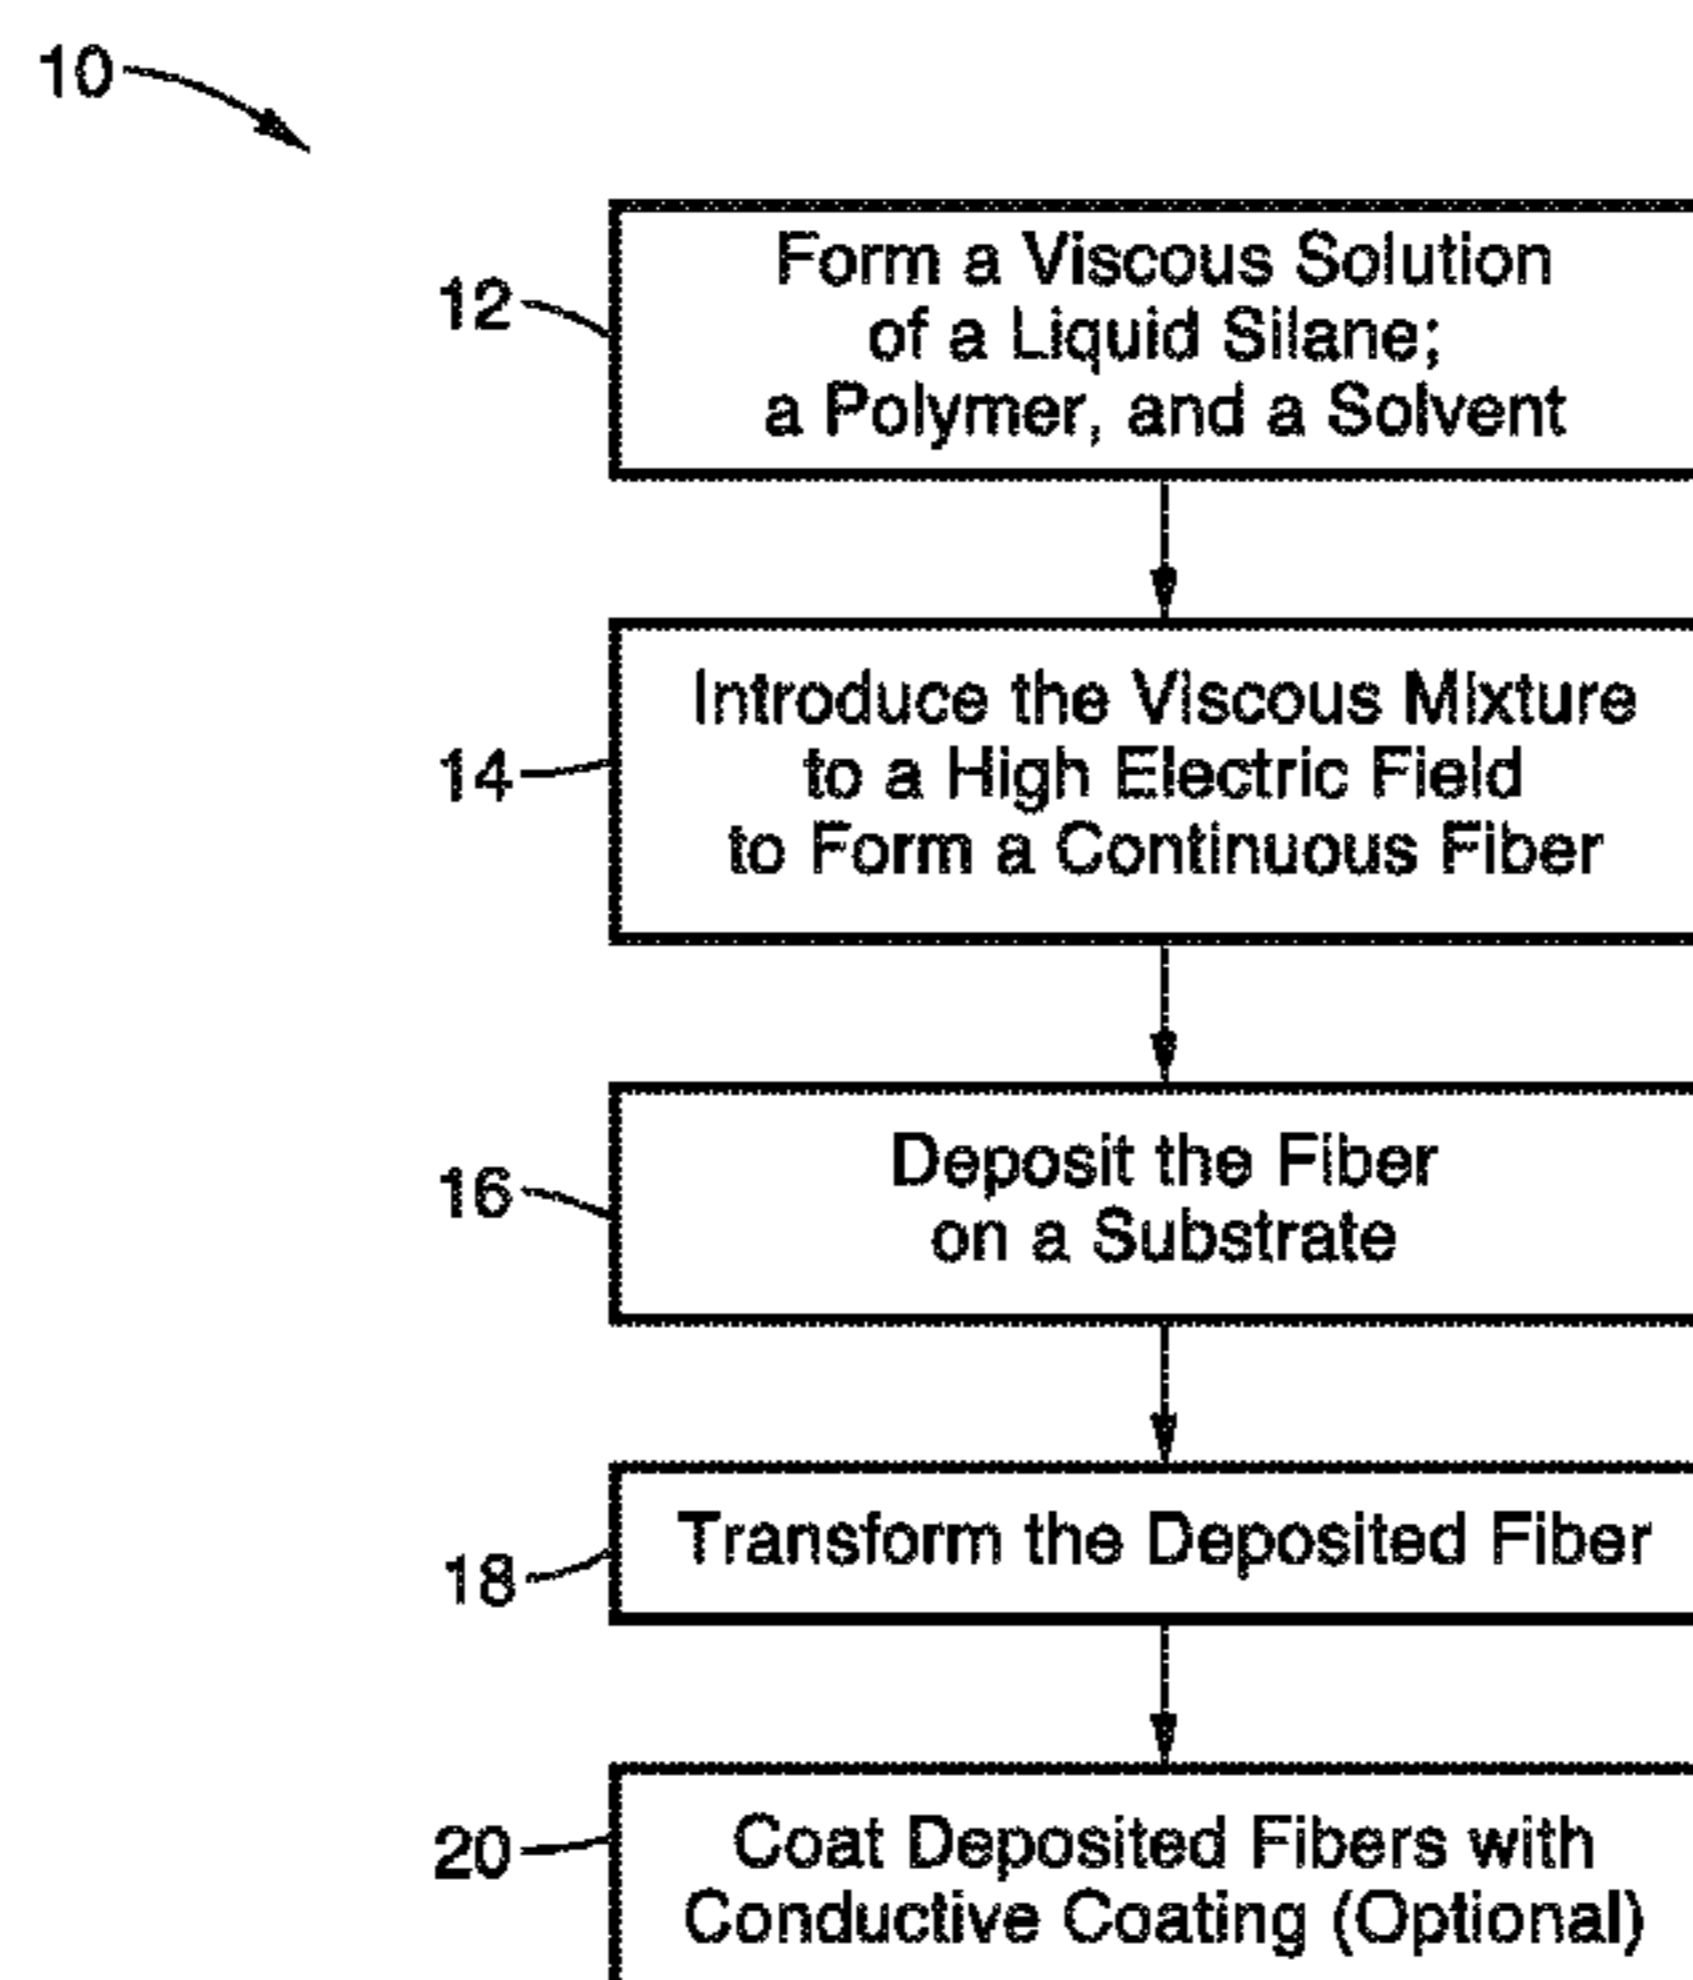 10
12
Form a Viscous Solution
of a Liquid Silane;
a Polymer, and a Solvent
14
Introduce the Viscous Mixture
to a High Electric Field
to Form a Continuous Fiber
16
Deposit the Fiber
on a Substrate
18
Transform the Deposited Fiber
20
Coat Deposited Fibers with
Conductive Coating (Optional)